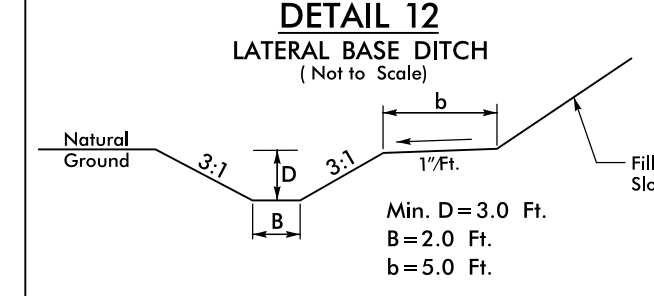 DETAIL 12
LATERAL BASE DITCH
( Not to Scale)
b
Natural
Ground
3:1
D
3:1
1"/Ft.
Fill
B
Min. D=3.0 Ft.
B=2.0 Ft.
b=5.0 Ft.